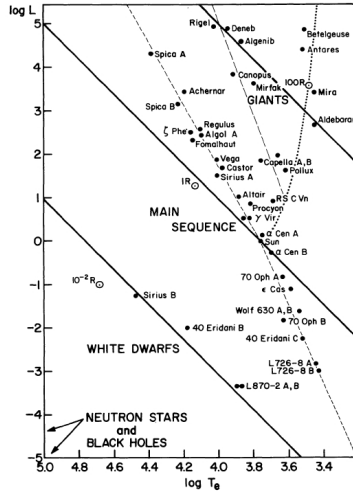 log L
5
4
3
2
1
0
-1
-2
-3
-4
-5
Rigel
Deneb
Algenib
Betelgeuse
Antares
Spica A
Canopus
100R⊙
Mirfak
Mira
Achernar
GIANTS
Spica B
Aldebaran
ζ Phe
Regulus
Algol A
Fomalhaut
Vega
Castor
Sirius A
Capella A, B
Pollux
1R⊙
Altair
Procyon
RS C Vn
γ Vir
MAIN
SEQUENCE
α Cen A
Sun
α Cen B
10⁻²R⊙
Sirius B
70 Oph A
ε Cas
Wolf 630 A, B
70 Oph B
40 Eridani B
40 Eridani C
WHITE DWARFS
L726-8 A
L726-8 B
L870-2 A, B
NEUTRON STARS
and
BLACK HOLES
5.0 4.8 4.6 4.4 4.2 4.0 3.8 3.6 3.4
log Te